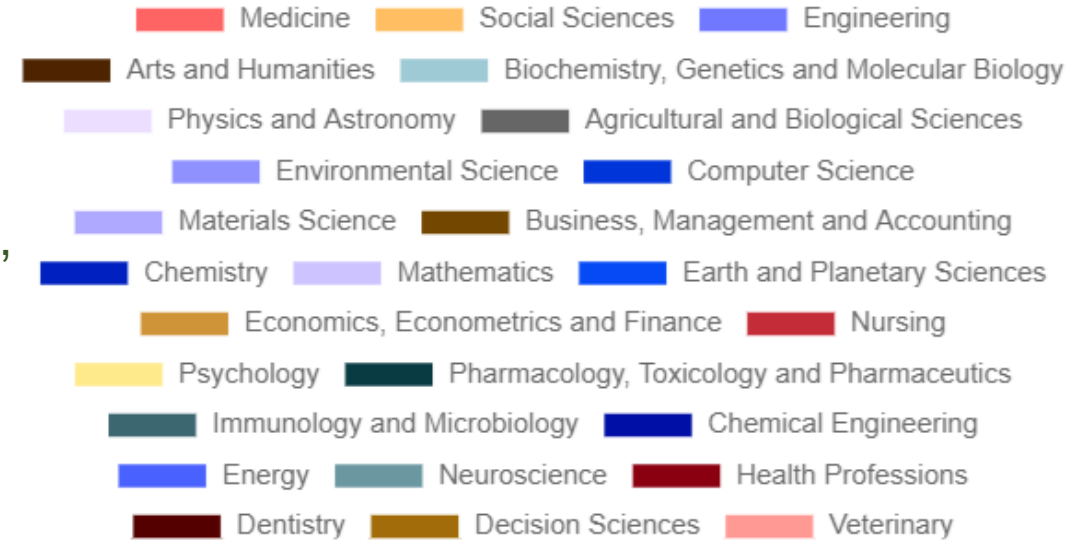 Medicine Social Sciences Engineering
Arts and Humanities Biochemistry, Genetics and Molecular Biology
Physics and Astronomy Agricultural and Biological Sciences
Environmental Science Computer Science
Materials Science Business, Management and Accounting
, Chemistry Mathematics Earth and Planetary Sciences
Economics, Econometrics and Finance Nursing
Psychology Pharmacology, Toxicology and Pharmaceutics
Immunology and Microbiology Chemical Engineering
Energy Neuroscience Health Professions
Dentistry Decision Sciences Veterinary